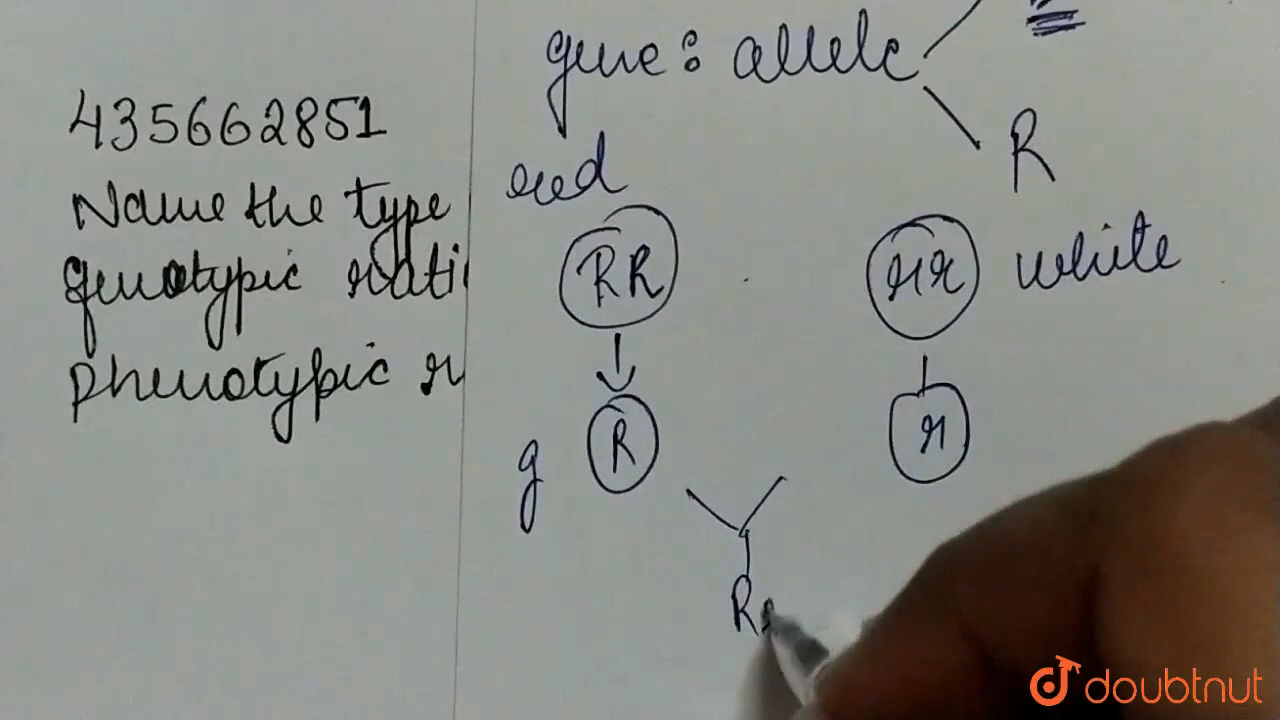 gene: allele
R
435662851
Name the type
genotypic rati
phenotypic r
red
RR
rr white
g R r
R
doubtnut